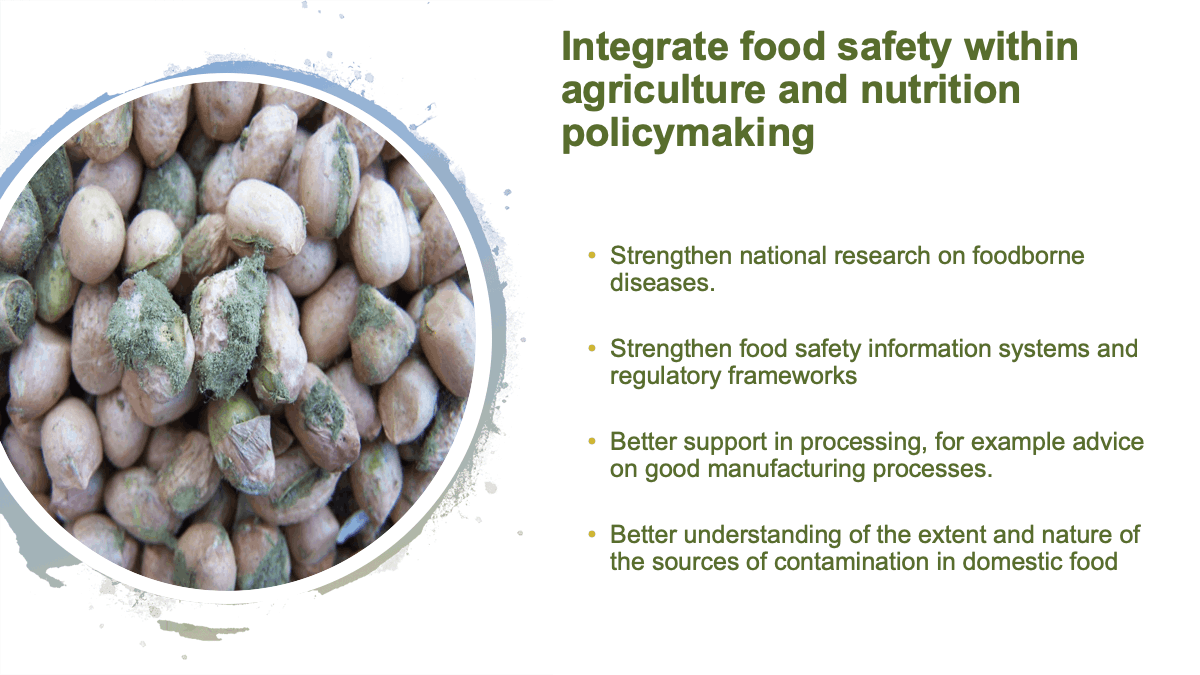 Integrate food safety within
agriculture and nutrition
policymaking
• Strengthen national research on foodborne
diseases.
• Strengthen food safety information systems and
regulatory frameworks
• Better support in processing, for example advice
on good manufacturing processes.
• Better understanding of the extent and nature of
the sources of contamination in domestic food